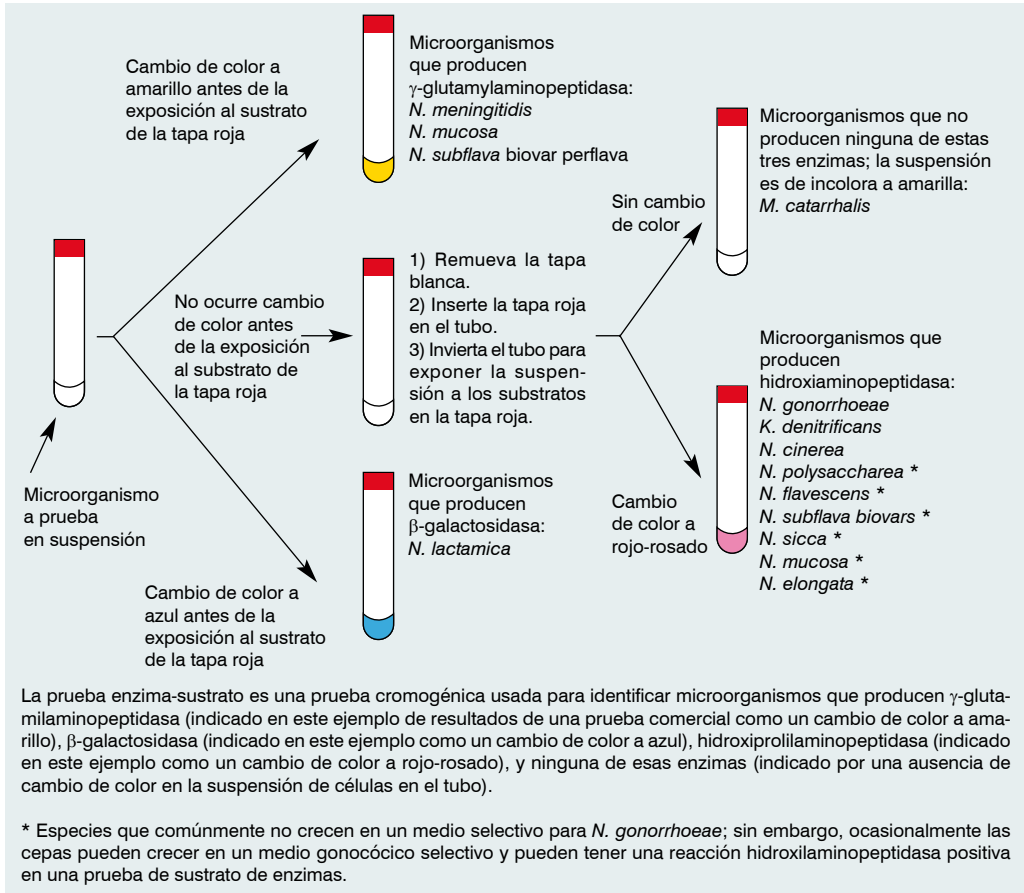 Cambio de color a
amarillo antes de la
exposición al sustrato
de la tapa roja
Microorganismos
que producen
γ-glutamylaminopeptidasa:
N. meningitidis
N. mucosa
N. subflava biovar perflava
Microorganismo
a prueba
en suspensión
No ocurre cambio
de color antes
de la exposición
al substrato de
la tapa roja
1) Remueva la tapa
blanca.
2) Inserte la tapa roja
en el tubo.
3) Invierta el tubo para
exponer la suspen-
sión a los substratos
en la tapa roja.
Cambio de color a
azul antes de la
exposición al sustrato
de la tapa roja
Microorganismos
que producen
β-galactosidasa:
N. lactamica
Sin cambio
de color
Microorganismos que no
producen ninguna de estas
tres enzimas; la suspensión
es de incolora a amarilla:
M. catarrhalis
Cambio
de color a
rojo-rosado
Microorganismos que
producen
hidroxiaminopeptidasa:
N. gonorrhoeae
K. denitrificans
N. cinerea
N. polysaccharea *
N. flavescens *
N. subflava biovars *
N. sicca *
N. mucosa *
N. elongata *
La prueba enzima-sustrato es una prueba cromogénica usada para identificar microorganismos que producen γ-gluta-
milaminopeptidasa (indicado en este ejemplo de resultados de una prueba comercial como un cambio de color a ama-
rillo), β-galactosidasa (indicado en este ejemplo como un cambio de color a azul), hidroxiprolilaminopeptidasa (indicado
en este ejemplo como un cambio de color a rojo-rosado), y ninguna de esas enzimas (indicado por una ausencia de
cambio de color en la suspensión de células en el tubo).
* Especies que comúnmente no crecen en un medio selectivo para N. gonorrhoeae; sin embargo, ocasionalmente las
cepas pueden crecer en un medio gonocócico selectivo y pueden tener una reacción hidroxilaminopeptidasa positiva
en una prueba de sustrato de enzimas.